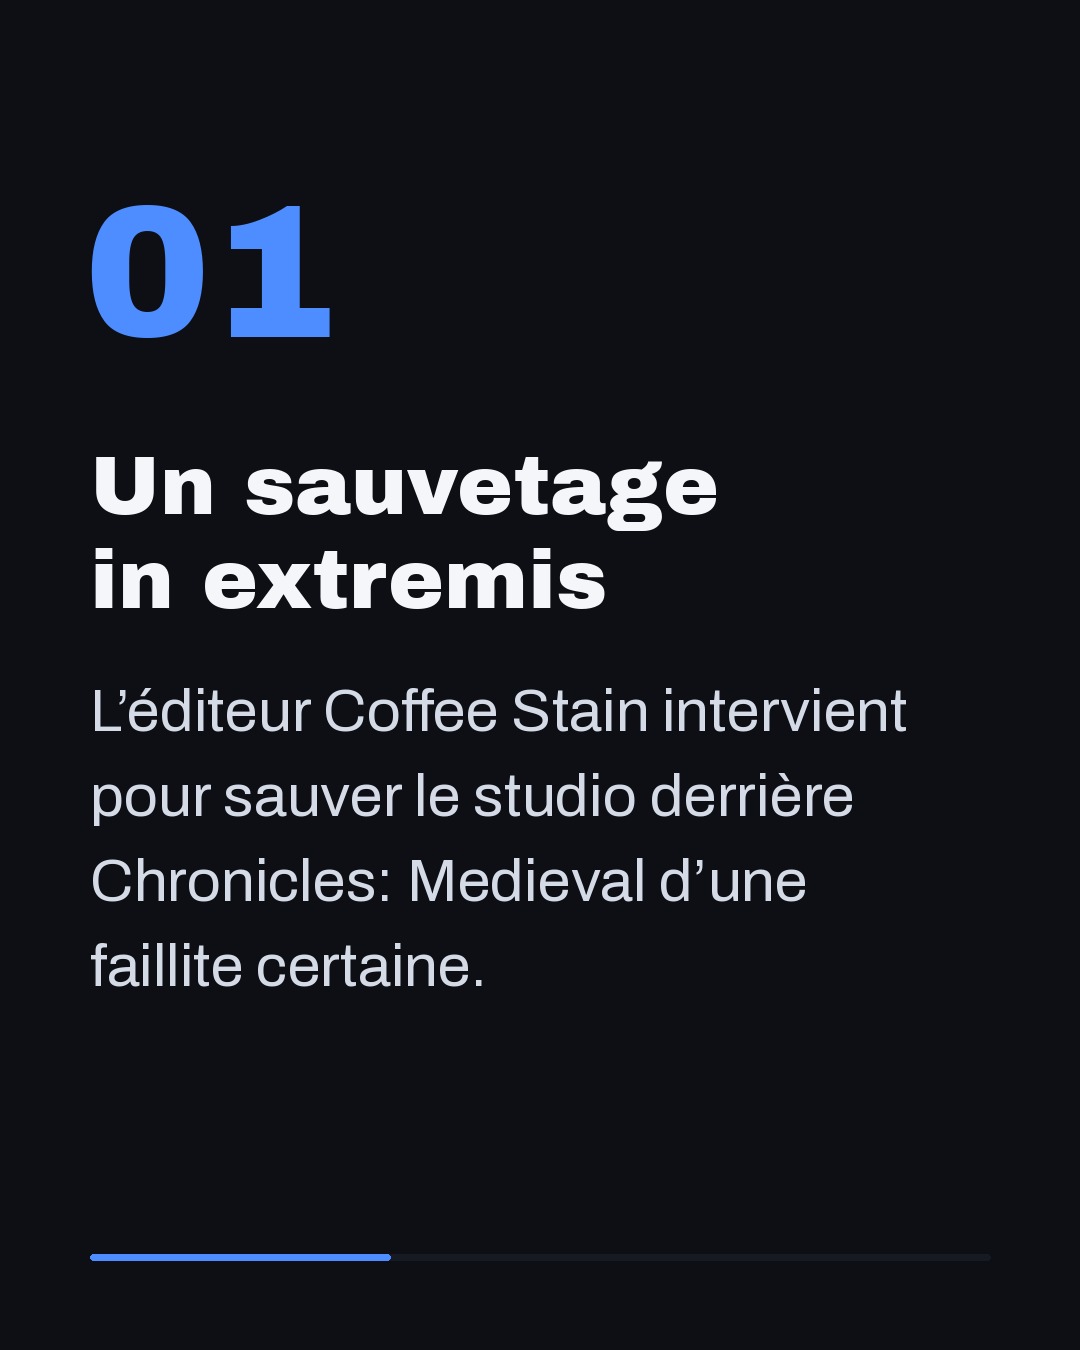 01
Un sauvetage
in extremis
L’éditeur Coffee Stain intervient
pour sauver le studio derrière
Chronicles: Medieval d’une
faillite certaine.